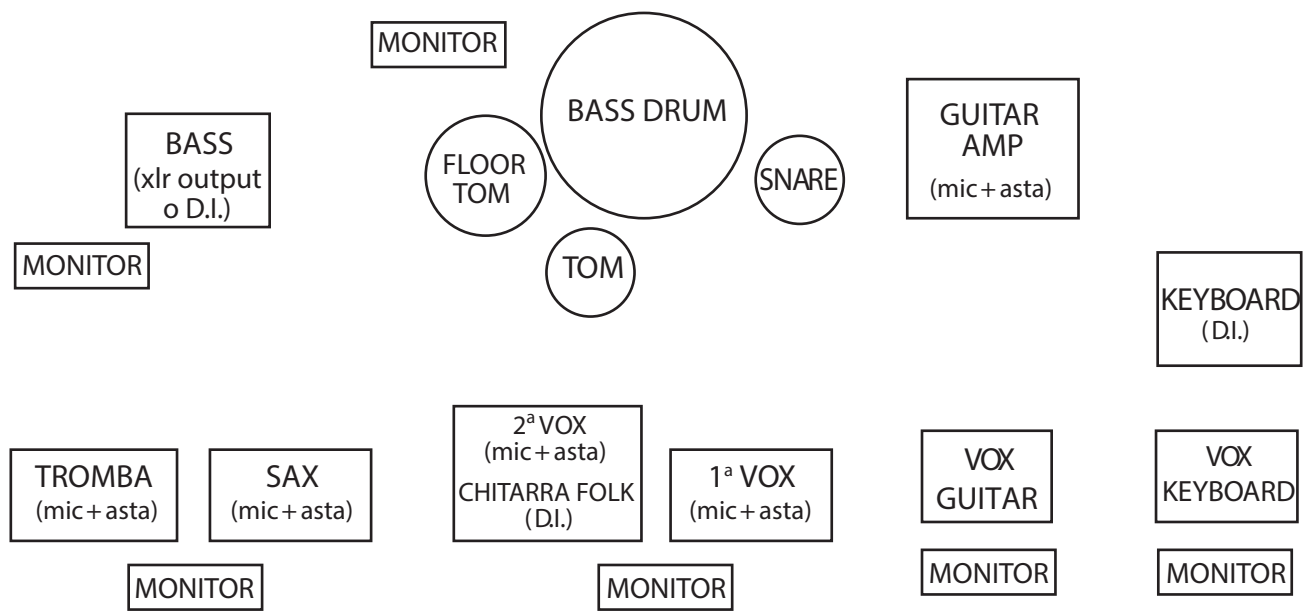 MONITOR
BASS DRUM
GUITAR
AMP
(mic+asta)
BASS
(xlr output
o D.I.)
FLOOR
TOM
SNARE
MONITOR
TOM
KEYBOARD
(D.I.)
TROMBA
(mic+asta)
SAX
(mic+asta)
2ª VOX
(mic+asta)
CHITARRA FOLK
(D.I.)
1ª VOX
(mic+asta)
VOX
GUITAR
VOX
KEYBOARD
MONITOR
MONITOR
MONITOR
MONITOR